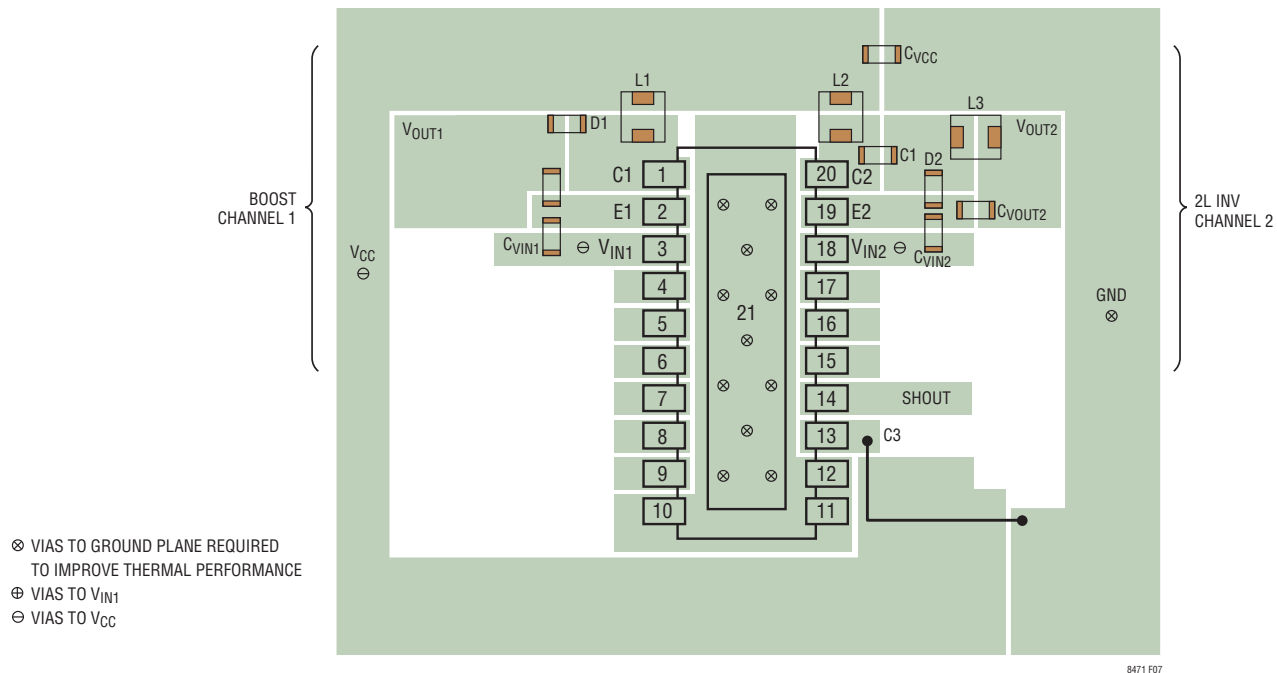 CVCC
L1
L2
L3
VOUT1
D1
C1
D2
VOUT2
BOOST
CHANNEL 1
C1
1
20
C2
E1
2
19
E2
CVOUT2
2L INV
CHANNEL 2
CVIN1
VIN1
3
18
VIN2
CVIN2
VCC
4
17
GND
5
21
16
6
15
7
14
SHOUT
8
13
C3
9
12
10
11
VIAS TO GROUND PLANE REQUIRED
TO IMPROVE THERMAL PERFORMANCE
VIAS TO VIN1
VIAS TO VCC
8471 F07